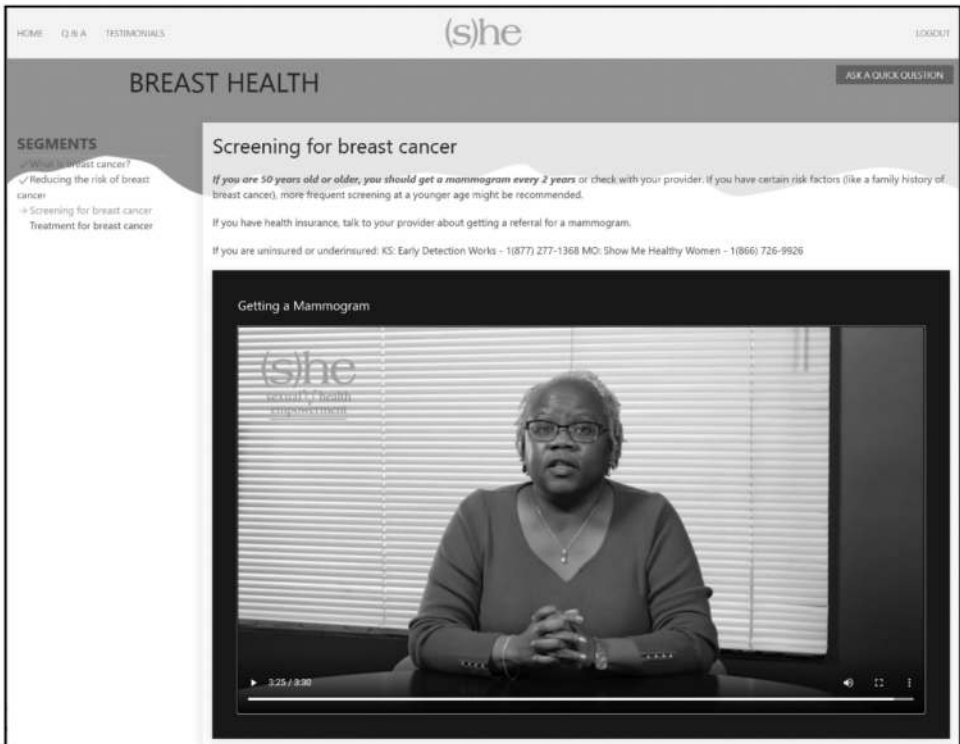 HOME Q & A TESTIMONIALS (s)he LOGOUT
BREAST HEALTH
ASK A QUICK QUESTION
SEGMENTS
✓ What is breast cancer?
✓ Reducing the risk of breast
cancer
→ Screening for breast cancer
Treatment for breast cancer
Screening for breast cancer
If you are 50 years old or older, you should get a mammogram every 2 years or check with your provider. If you have certain risk factors (like a family history of
breast cancer), more frequent screening at a younger age might be recommended.
If you have health insurance, talk to your provider about getting a referral for a mammogram.
If you are uninsured or underinsured: KS: Early Detection Works - 1(877) 277-1368 MO: Show Me Healthy Women - 1(866) 726-9926
Getting a Mammogram
(s)he
sexual health
empowerment
3:25 / 3:30